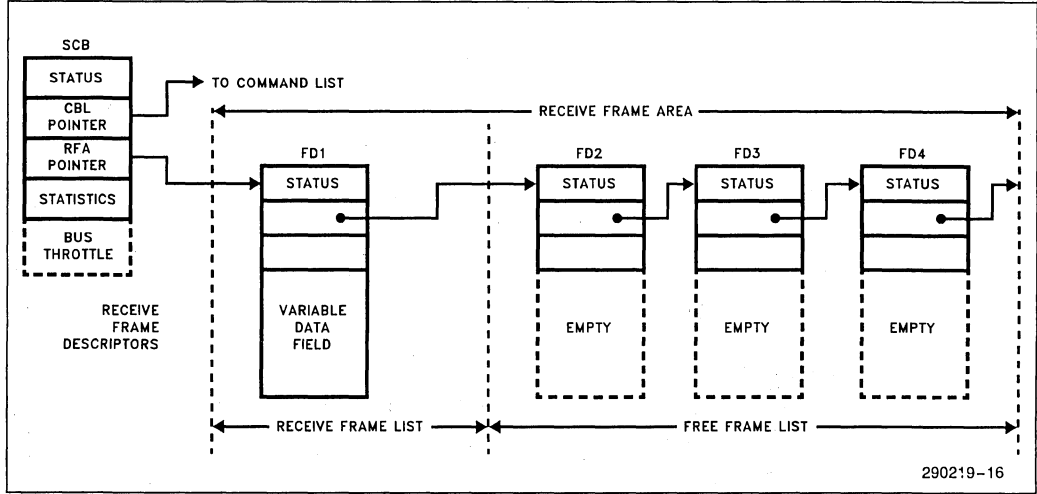 SCB
STATUS
CBL
POINTER
RFA
POINTER
STATISTICS
BUS
THROTTLE
TO COMMAND LIST
RECEIVE FRAME AREA
RECEIVE
FRAME
DESCRIPTORS
FD1
STATUS
VARIABLE
DATA
FIELD
FD2
STATUS
EMPTY
FD3
STATUS
EMPTY
FD4
STATUS
EMPTY
RECEIVE FRAME LIST
FREE FRAME LIST
290219-16